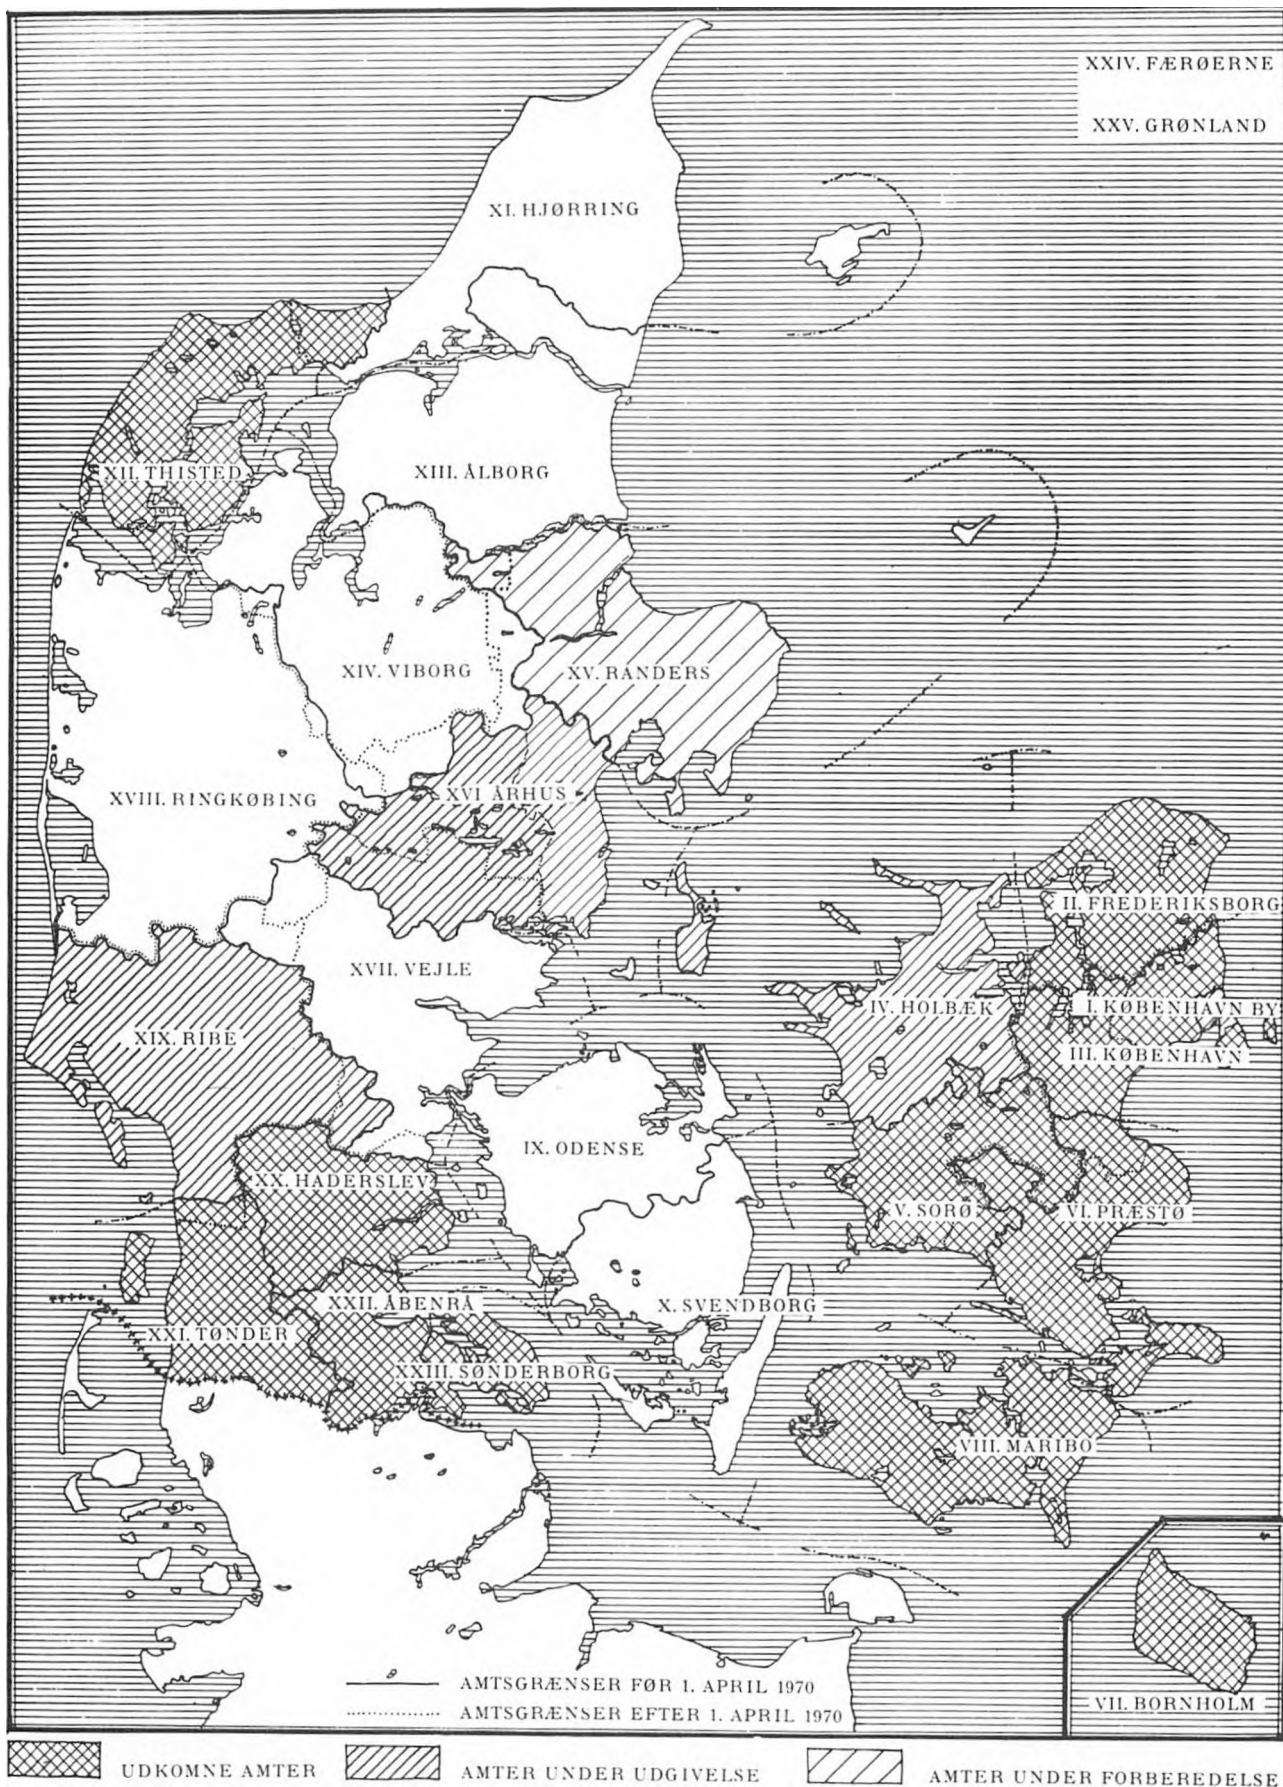 XXIV. FÆRØERNE
XXV. GRØNLAND
XI. HJØRRING
XII. THISTED
XIII. ÅLBORG
XIV. VIBORG
XV. RANDERS
XVIII. RINGKØBING
XVI ÅRHUS
II. FREDERIKSBORG
XVII. VEJLE
IV. HOLBÆK
I. KØBENHAVN BY
XIX. RIBE
III. KØBENHAVN
IX. ODENSE
XX. HADERSLEV
V. SORØ
VI. PRÆSTØ
XXII. ÅBENRÅ
X. SVENDBORG
XXI. TØNDER
XXIII. SØNDERBORG
VIII. MARIBO
VII. BORNHOLM
AMTSGRÆNSER FØR 1. APRIL 1970
AMTSGRÆNSER EFTER 1. APRIL 1970
UDKOMNE AMTER
AMTER UNDER UDGIVELSE
AMTER UNDER FORBEREDELSE